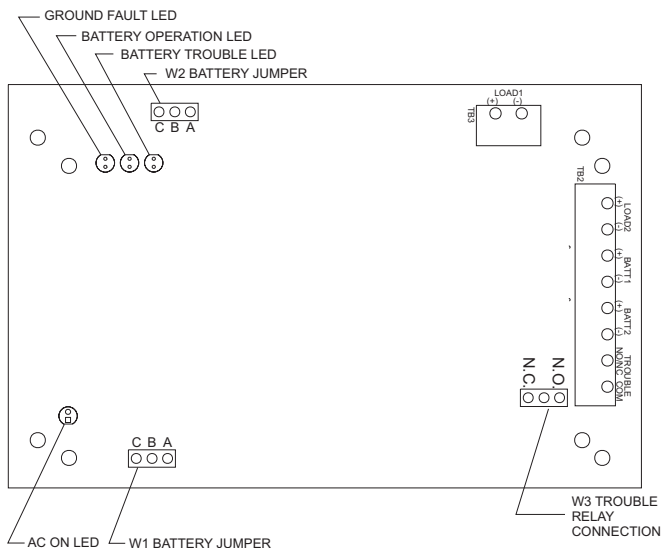 GROUND FAULT LED
BATTERY OPERATION LED
BATTERY TROUBLE LED
W2 BATTERY JUMPER
C B A
LOAD1
(+) (-)
TB3
TB2
(+) (-)
LOAD2
(+) (-)
BATT1
(+) (-)
BATT2
TROUBLE
NO/NC COM
N.C. N.O.
C B A
AC ON LED
W1 BATTERY JUMPER
W3 TROUBLE
RELAY
CONNECTION